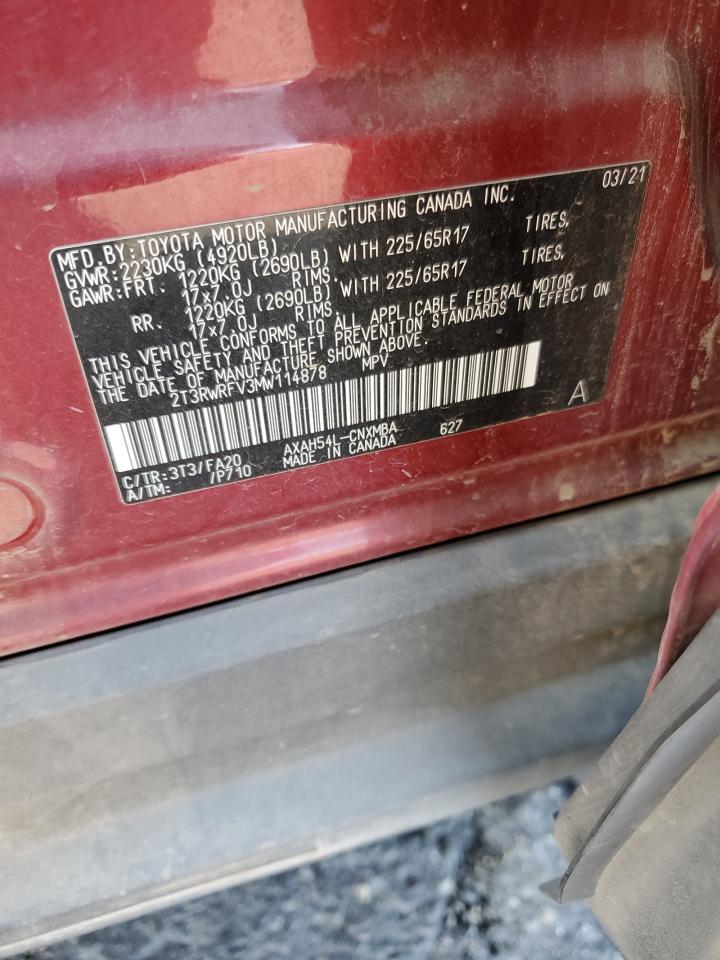 MFD. BY: TOYOTA MOTOR MANUFACTURING CANADA INC. 03/21
GVWR: 2230KG (4920LB)
GAWR: FRT. 1220KG (2690LB) WITH 225/65R17 TIRES,
17x7.0J RIMS.
RR. 1220KG (2690LB) WITH 225/65R17 TIRES,
17x7.0J RIMS.
THIS VEHICLE CONFORMS TO ALL APPLICABLE FEDERAL MOTOR
VEHICLE SAFETY AND THEFT PREVENTION STANDARDS IN EFFECT ON
THE DATE OF MANUFACTURE SHOWN ABOVE.
2T3RWRFV3MW114878 MPV
A
C/TR: 3T3/FA20 AXAH54L-CNXMBA 627
A/TM: /P710 MADE IN CANADA